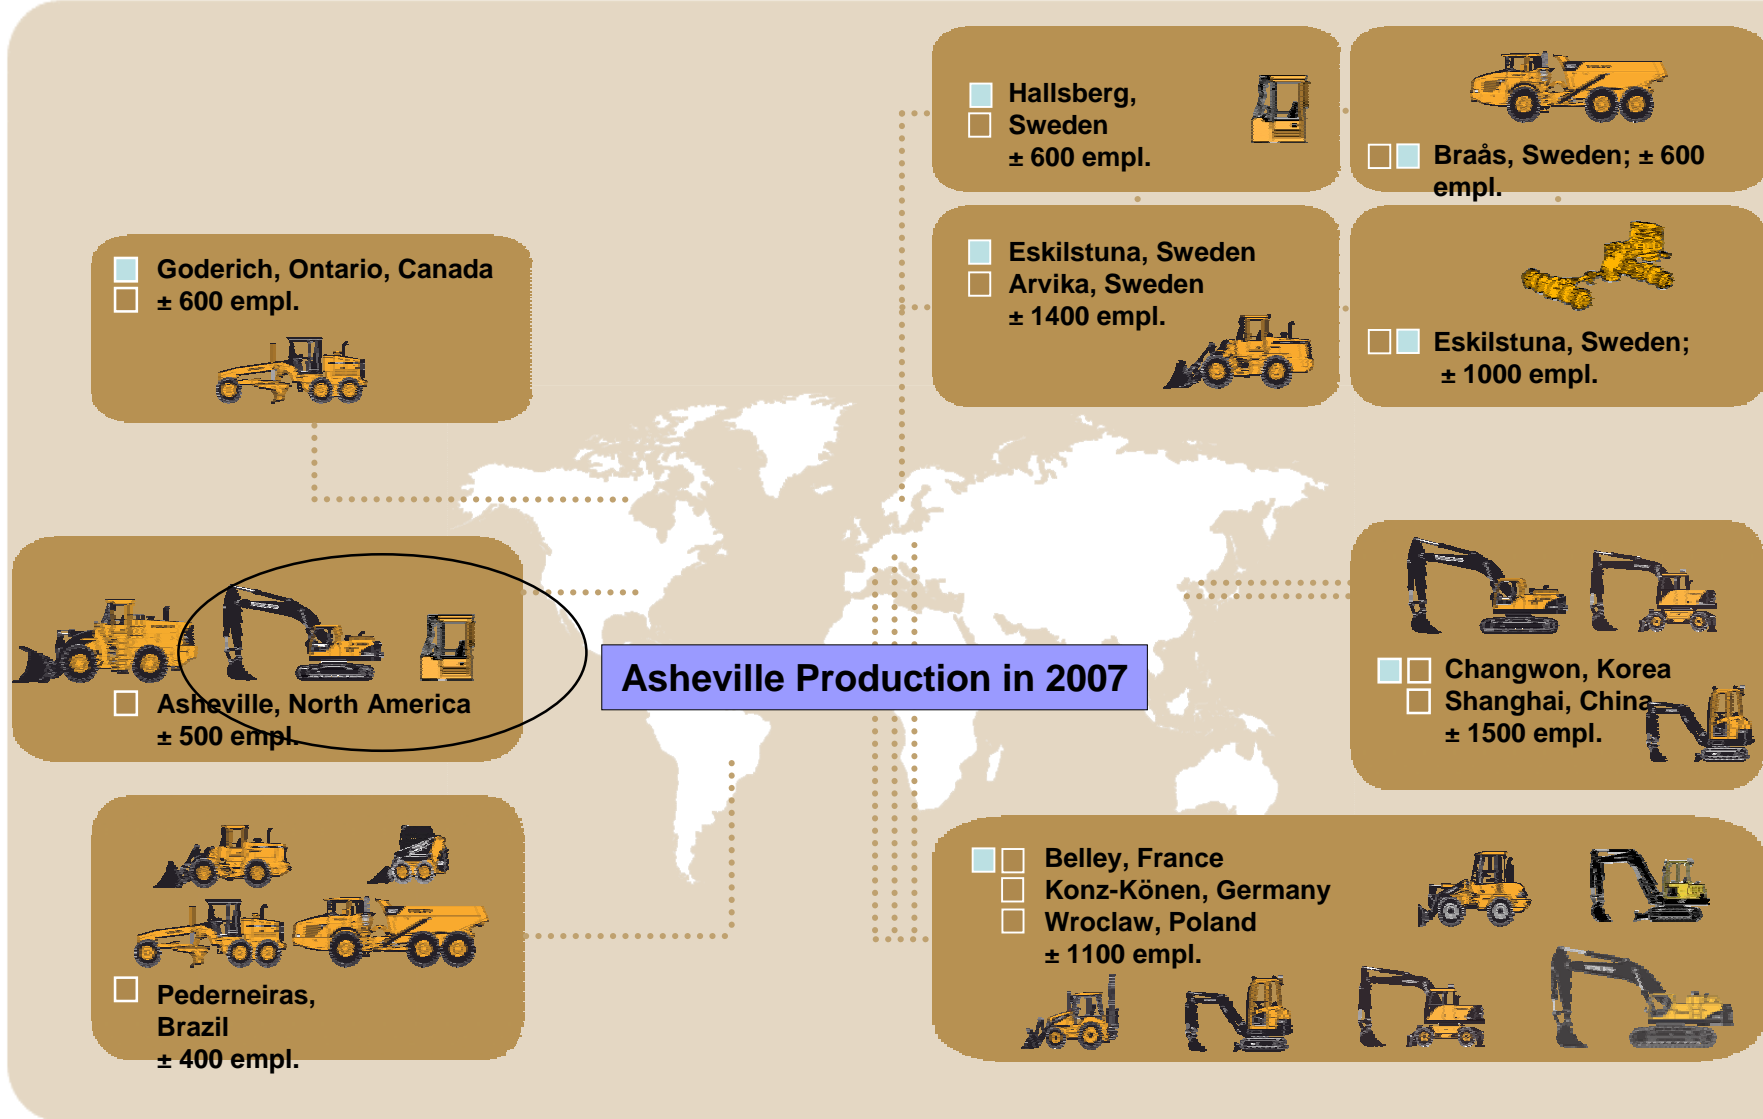 Hallsberg,
Sweden
± 600 empl.
Braås, Sweden; ± 600
empl.
Goderich, Ontario, Canada
± 600 empl.
Eskilstuna, Sweden
Arvika, Sweden
± 1400 empl.
Eskilstuna, Sweden;
± 1000 empl.
Asheville, North America
± 500 empl.
Asheville Production in 2007
Changwon, Korea
Shanghai, China
± 1500 empl.
Pederneiras,
Brazil
± 400 empl.
Belley, France
Konz-Könen, Germany
Wroclaw, Poland
± 1100 empl.